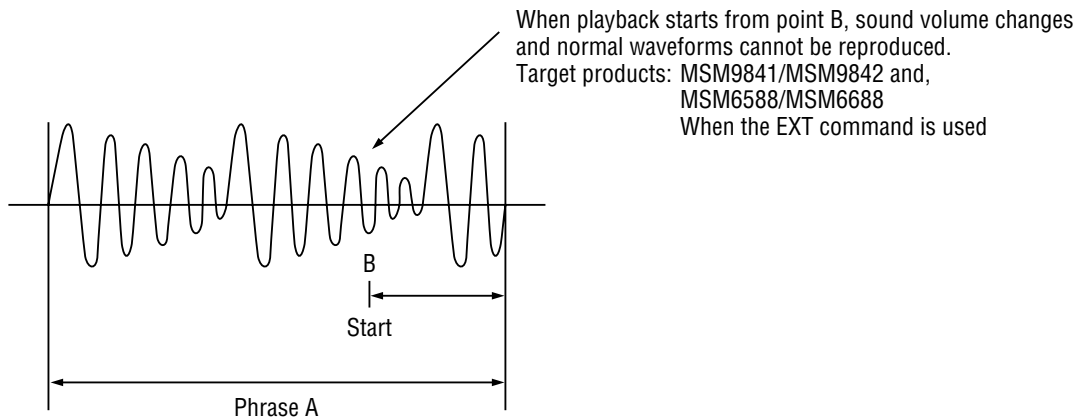 When playback starts from point B, sound volume changes
and normal waveforms cannot be reproduced.
Target products: MSM9841/MSM9842 and,
MSM6588/MSM6688
When the EXT command is used
B
Start
Phrase A